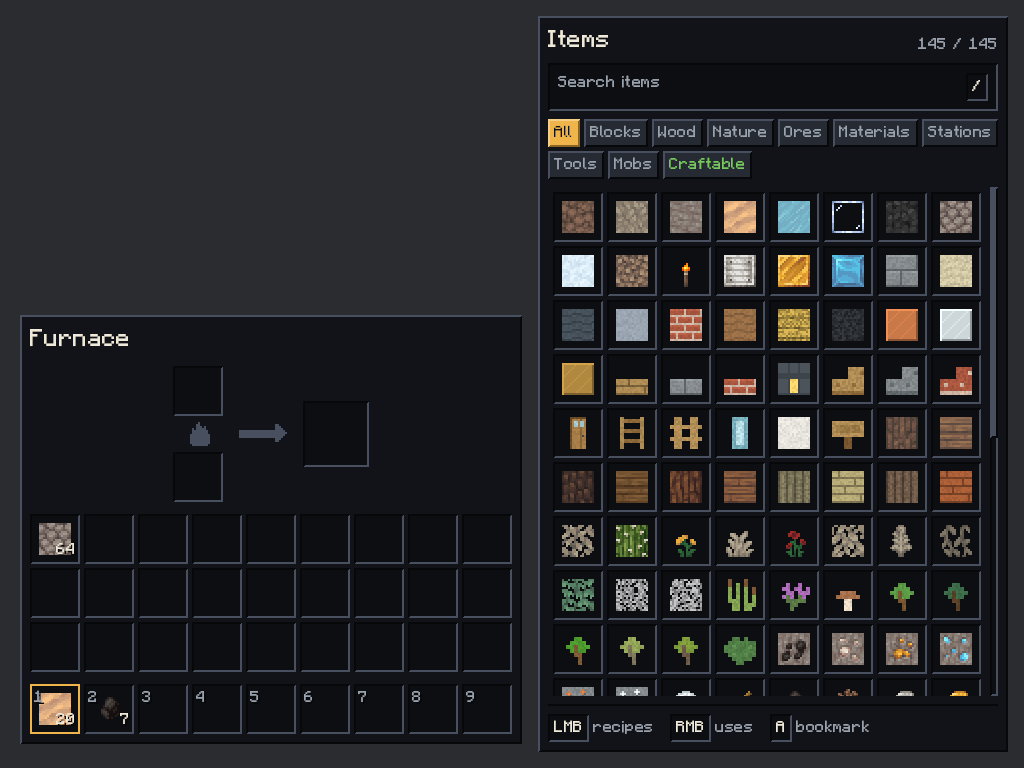 Items
145 / 145
Search items
/
All Blocks Wood Nature Ores Materials Stations
Tools Mobs Craftable
Furnace
64
1 2 3 4 5 6 7 8 9
20 7
LMB recipes RMB uses A bookmark